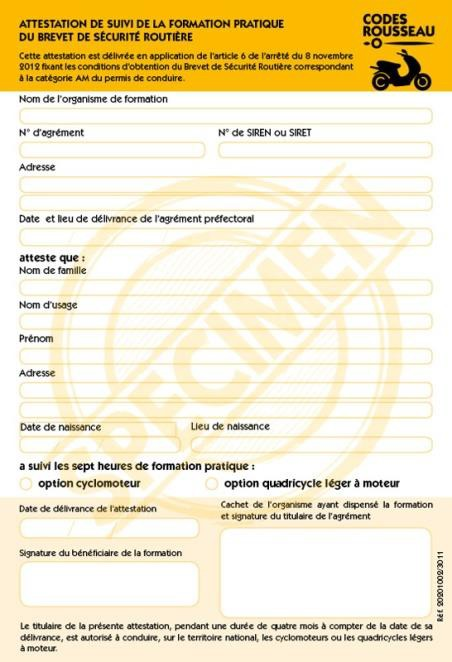 ATTESTATION DE SUIVI DE LA FORMATION PRATIQUE
DU BREVET DE SÉCURITÉ ROUTIÈRE
CODES
ROUSSEAU
Cette attestation est délivrée en application de l'article 6 de l'arrêté du 8 novembre
2012 fixant les conditions d'obtention du Brevet de Sécurité Routière correspondant
à la catégorie AM du permis de conduire.
Nom de l'organisme de formation
N° d'agrément N° de SIREN ou SIRET
Adresse
Date et lieu de délivrance de l'agrément préfectoral
atteste que :
Nom de famille
Nom d'usage
Prénom
Adresse
Date de naissance Lieu de naissance
a suivi les sept heures de formation pratique :
option cyclomoteur option quadricycle léger à moteur
Date de délivrance de l'attestation
Cachet de l'organisme ayant dispensé la formation
et signature du titulaire de l'agrément
Signature du bénéficiaire de la formation
Le titulaire de la présente attestation, pendant une durée de quatre mois à compter de la date de sa
délivrance, est autorisé à conduire, sur le territoire national, les cyclomoteurs ou les quadricycles légers
à moteur.
Réf. 20201002/3011
SPECIMEN